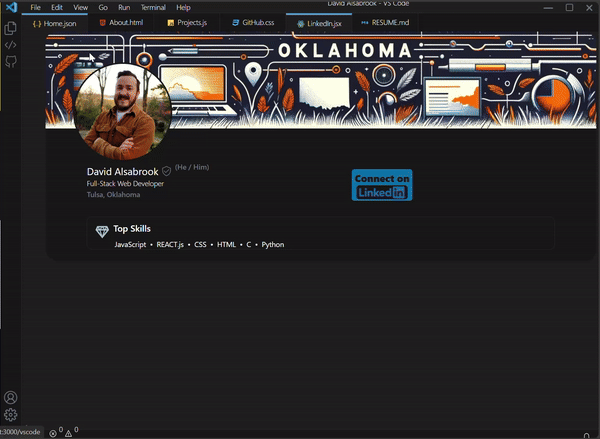 David Alsabrook - VS Code
File Edit View Go Run Terminal Help
{..} Home.json About.html Projects.js GitHub.css LinkedIn.jsx RESUME.md
OKLAHOMA
David Alsabrook (He / Him)
Full-Stack Web Developer
Tulsa, Oklahoma
Connect on
Linked in
Top Skills
JavaScript • REACT.js • CSS • HTML • C • Python
t:3000/vscode 0 0